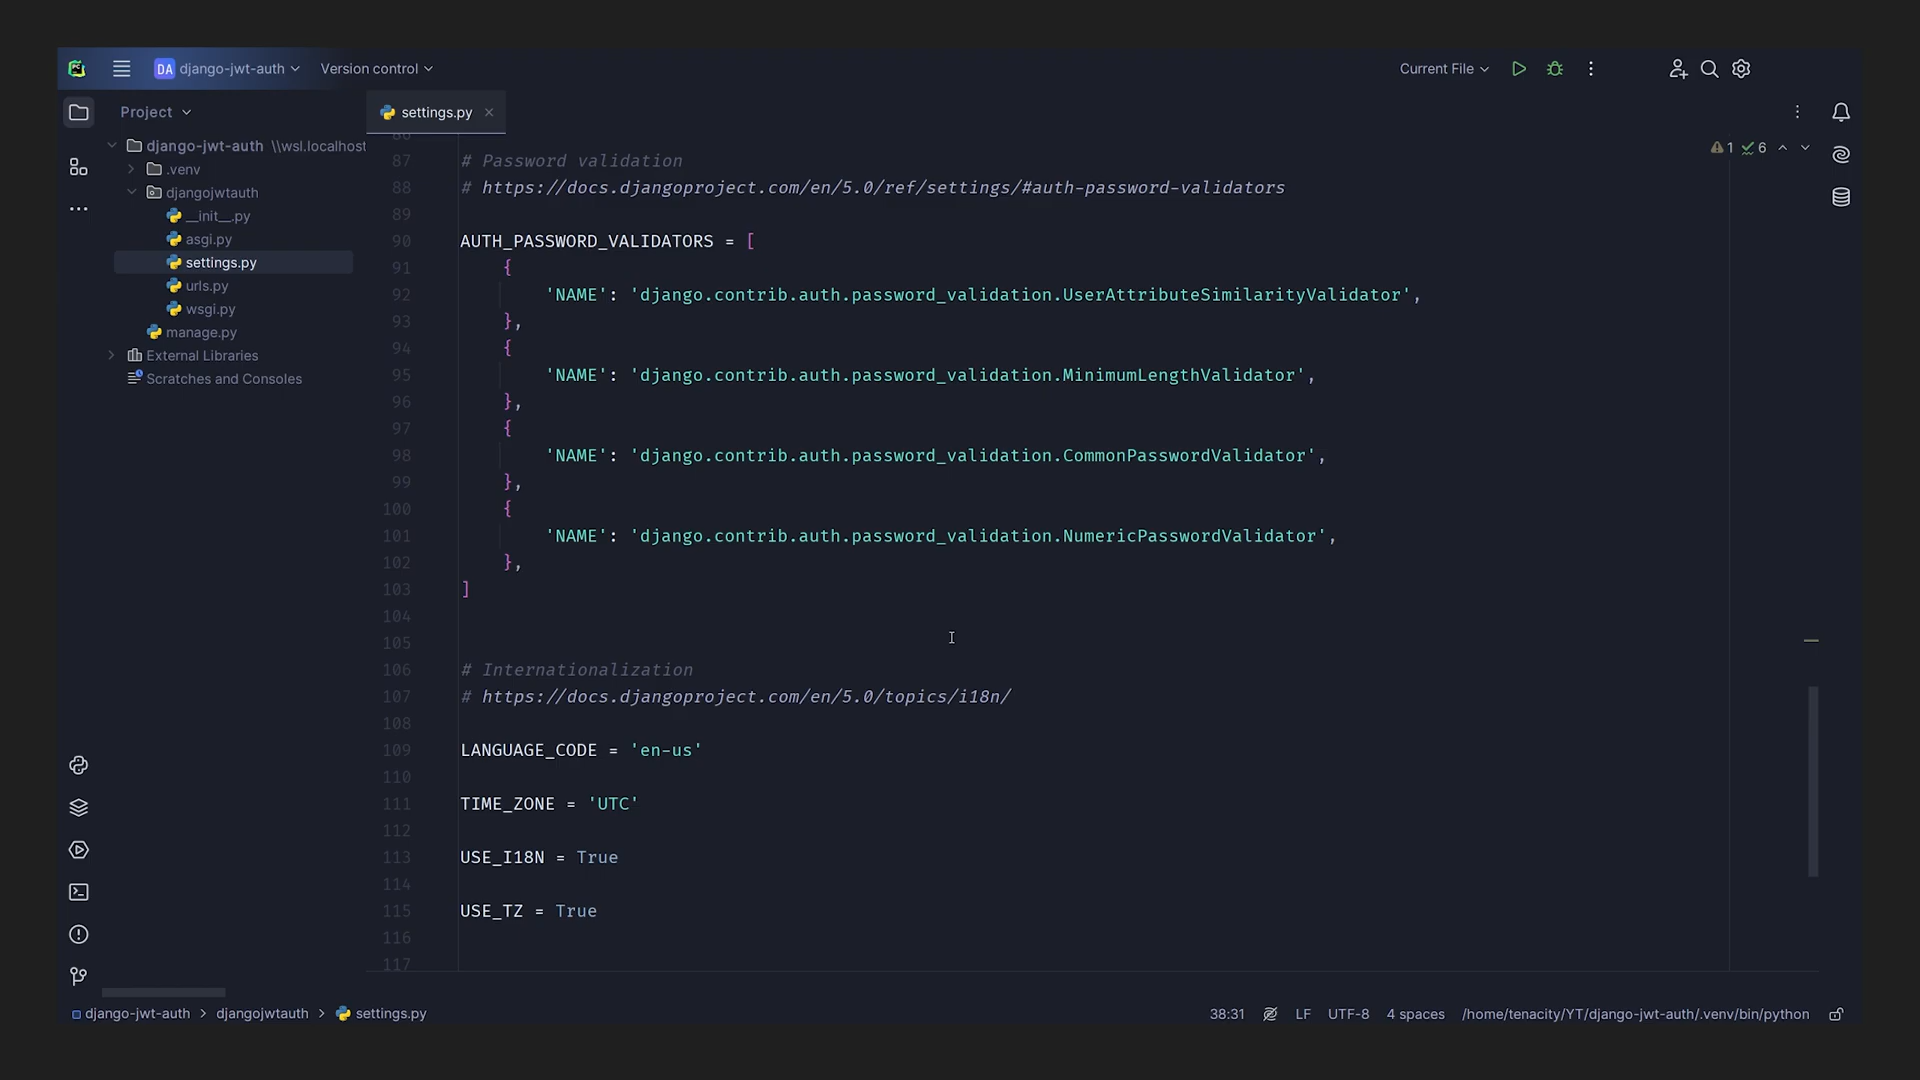 DA django-jwt-auth Version control Current File
Project
settings.py
django-jwt-auth \\wsl.localhost
.venv
djangojwtauth
__init__.py
asgi.py
settings.py
urls.py
wsgi.py
manage.py
External Libraries
Scratches and Consoles
1 6
86
87 # Password validation
88 # https://docs.djangoproject.com/en/5.0/ref/settings/#auth-password-validators
89
90 AUTH_PASSWORD_VALIDATORS = [
91 {
92 'NAME': 'django.contrib.auth.password_validation.UserAttributeSimilarityValidator',
93 },
94 {
95 'NAME': 'django.contrib.auth.password_validation.MinimumLengthValidator',
96 },
97 {
98 'NAME': 'django.contrib.auth.password_validation.CommonPasswordValidator',
99 },
100 {
101 'NAME': 'django.contrib.auth.password_validation.NumericPasswordValidator',
102 },
103 ]
104
105
106 # Internationalization
107 # https://docs.djangoproject.com/en/5.0/topics/i18n/
108
109 LANGUAGE_CODE = 'en-us'
110
111 TIME_ZONE = 'UTC'
112
113 USE_I18N = True
114
115 USE_TZ = True
116
117
django-jwt-auth > djangojwtauth > settings.py 38:31 LF UTF-8 4 spaces /home/tenacity/YT/django-jwt-auth/.venv/bin/python